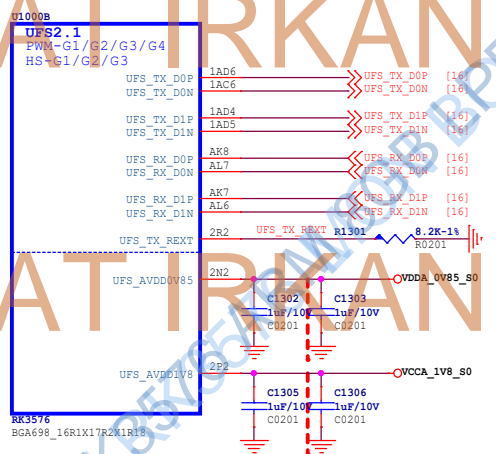 U1000B
UFS2.1
PWM-G1/G2/G3/G4
HS-G1/G2/G3
UFS_TX_D0P 1AD6 UFS_TX_D0P [16]
UFS_TX_D0N 1AC6 UFS_TX_D0N [16]
UFS_TX_D1P 1AD4 UFS_TX_D1P [16]
UFS_TX_D1N 1AD5 UFS_TX_D1N [16]
UFS_RX_D0P AK8 UFS_RX_D0P [16]
UFS_RX_D0N AL7 UFS_RX_D0N [16]
UFS_RX_D1P AK7 UFS_RX_D1P [16]
UFS_RX_D1N AL6 UFS_RX_D1N [16]
UFS_TX_REXT 2R2 UFS_TX_REXT R1301 8.2K-1%
R0201
UFS_AVDD0V85 2N2 VDDA_0V85_S0
C1302 C1303
1uF/10V 1uF/10V
C0201 C0201
UFS_AVDD1V8 2P2 VCCA_1V8_S0
C1305 C1306
1uF/10V 1uF/10V
C0201 C0201
RK3576
BGA698_16R1X17R2X1R18
ATIRKAN
ATIRKAN